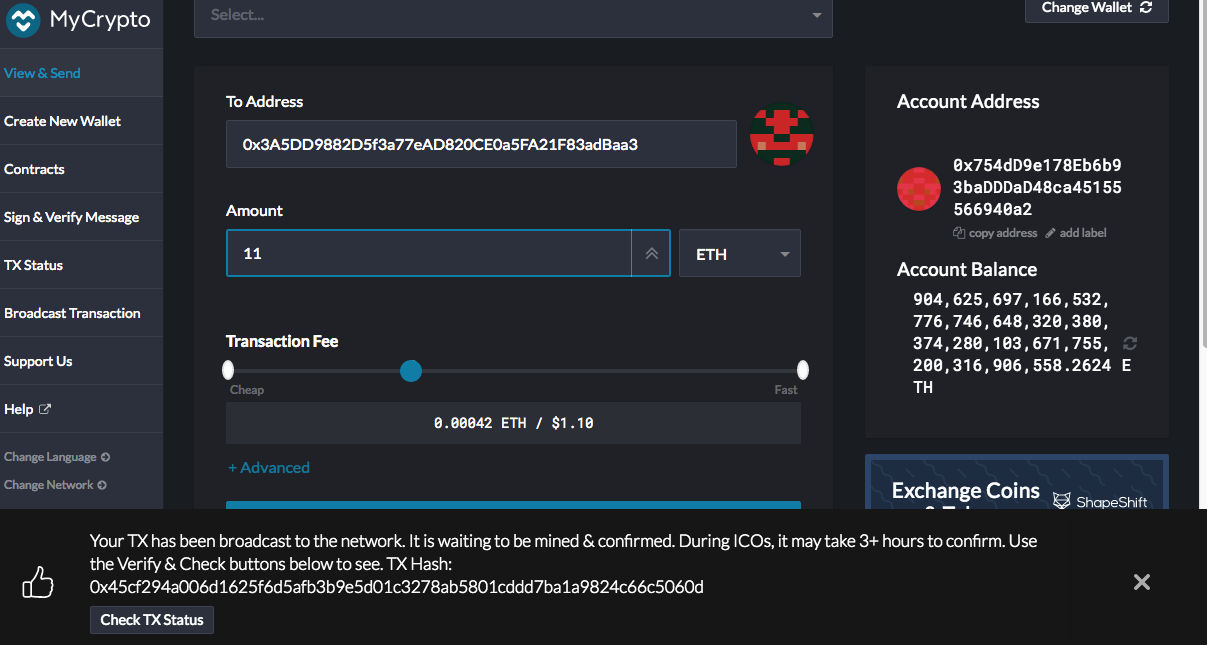 MyCrypto
Select...
Change Wallet
View & Send
Create New Wallet
Contracts
Sign & Verify Message
TX Status
Broadcast Transaction
Support Us
Help
Change Language
Change Network
To Address
0x3A5DD9882D5f3a77eAD820CE0a5FA21F83adBaa3
Amount
11
ETH
Transaction Fee
Cheap
Fast
0.00042 ETH / $1.10
+ Advanced
Account Address
0x754dD9e178Eb6b9
3baDDDaD48ca45155
566940a2
copy address
add label
Account Balance
904,625,697,166,532,
776,746,648,320,380,
374,280,103,671,755,
200,316,906,558.2624 E
TH
Exchange Coins
ShapeShift
Your TX has been broadcast to the network. It is waiting to be mined & confirmed. During ICOs, it may take 3+ hours to confirm. Use
the Verify & Check buttons below to see. TX Hash:
0x45cf294a006d1625f6d5afb3b9e5d01c3278ab5801cddd7ba1a9824c66c5060d
Check TX Status